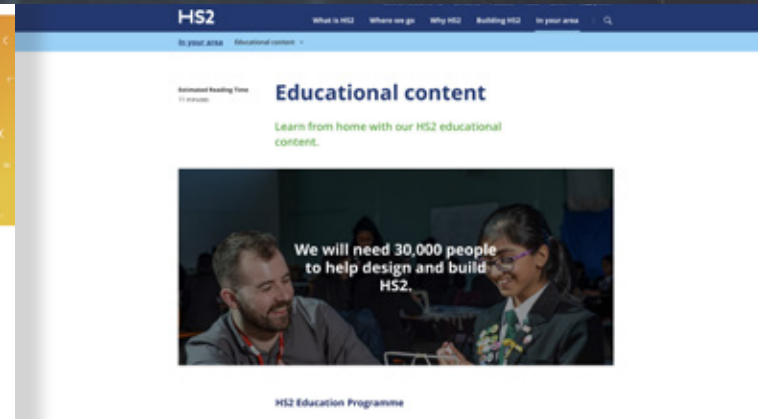 HS2
What is HS2 Where we go Why HS2 Building HS2 In your area
In your area Educational content
Estimated Reading Time
11 minutes
Educational content
Learn from home with our HS2 educational
content.
We will need 30,000 people
to help design and build
HS2.
HS2 Education Programme